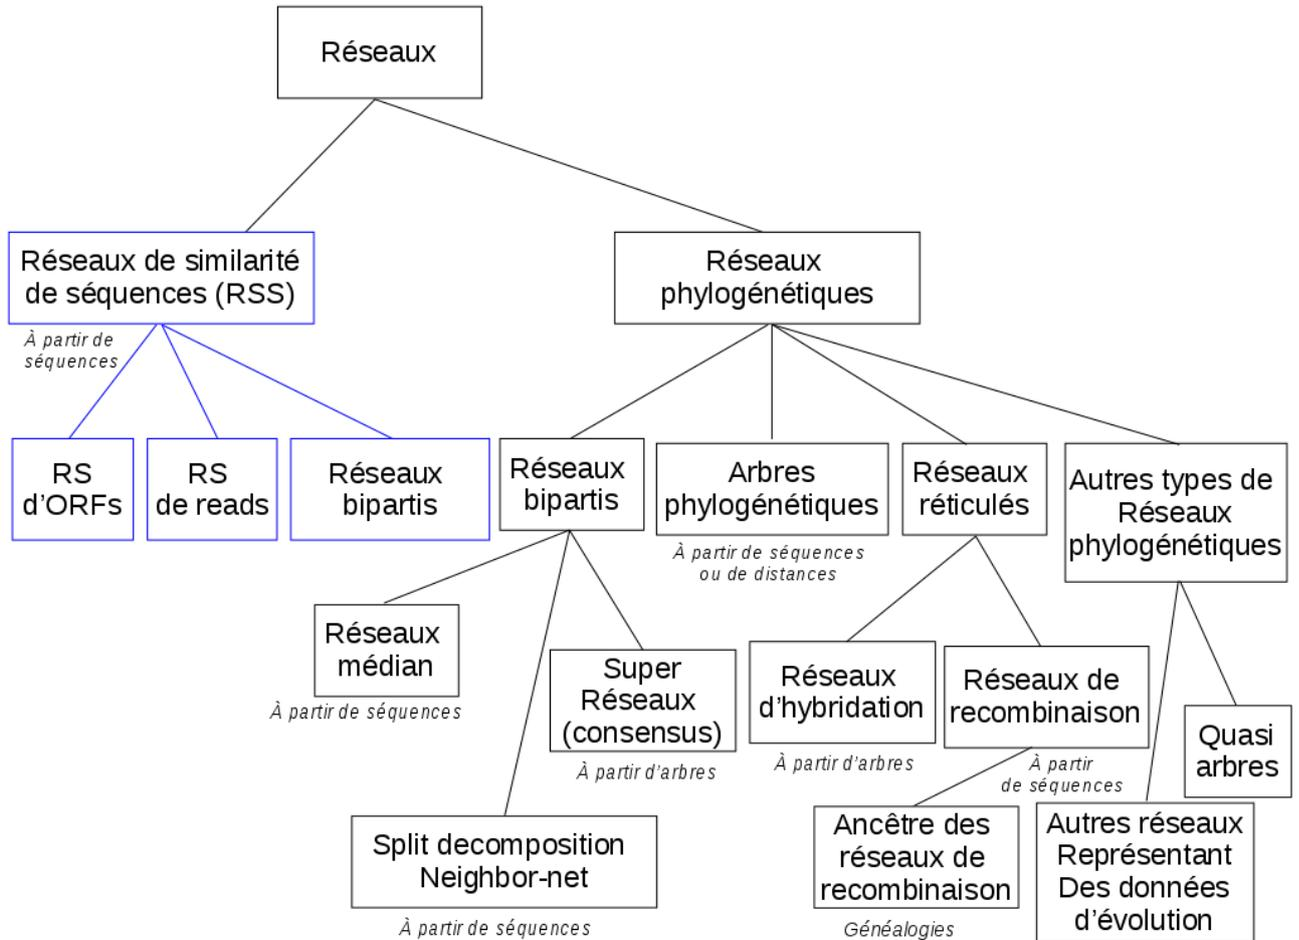 Réseaux
Réseaux de similarité
de séquences (RSS)
À partir de
séquences
Réseaux
phylogénétiques
RS
d’ORFs
RS
de reads
Réseaux
bipartis
Réseaux
bipartis
Arbres
phylogénétiques
À partir de séquences
ou de distances
Réseaux
réticulés
Autres types de
Réseaux
phylogénétiques
Réseaux
médian
À partir de séquences
Super
Réseaux
(consensus)
À partir d’arbres
Réseaux
d’hybridation
À partir d’arbres
Réseaux de
recombinaison
À partir
de séquences
Quasi
arbres
Split decomposition
Neighbor-net
À partir de séquences
Ancêtre des
réseaux de
recombinaison
Généalogies
Autres réseaux
Représentant
Des données
d’évolution